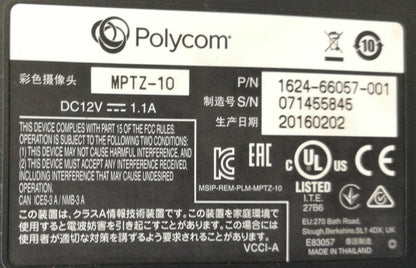 Polycom®
10
彩色摄像头 MPTZ-10
DC12V ⎓ 1.1A
P/N 1624-66057-001
制造号 S/N 071455845
生产日期 20160202
THIS DEVICE COMPLIES WITH PART 15 OF THE FCC RULES.
OPERATION IS SUBJECT TO THE FOLLOWING TWO CONDITIONS:
(1) THIS DEVICE MAY NOT CAUSE HARMFUL INTERFERENCE, AND
(2) THIS DEVICE MUST ACCEPT ANY INTERFERENCE RECEIVED,
INCLUDING INTERFERENCE THAT MAY CAUSE UNDESIRED
OPERATION.
CAN ICES-3 A / NMB-3 A
MSIP-REM-PLM-MPTZ-10
EAC
C UL US
LISTED
I.T.E.
27B6
CE
この装置は、クラスA情報技術装置です。この装置を家庭環境で
使用すると電波妨害を引き起こすことがあります。この場合には
使用者が適切な対策を講ずるよう要求されることがあります。
VCCI-A
EU:270 Bath Road,
Slough,Berkshire,SL1 4DX, UK
E83057 泰国制造
MADE IN THAILAND